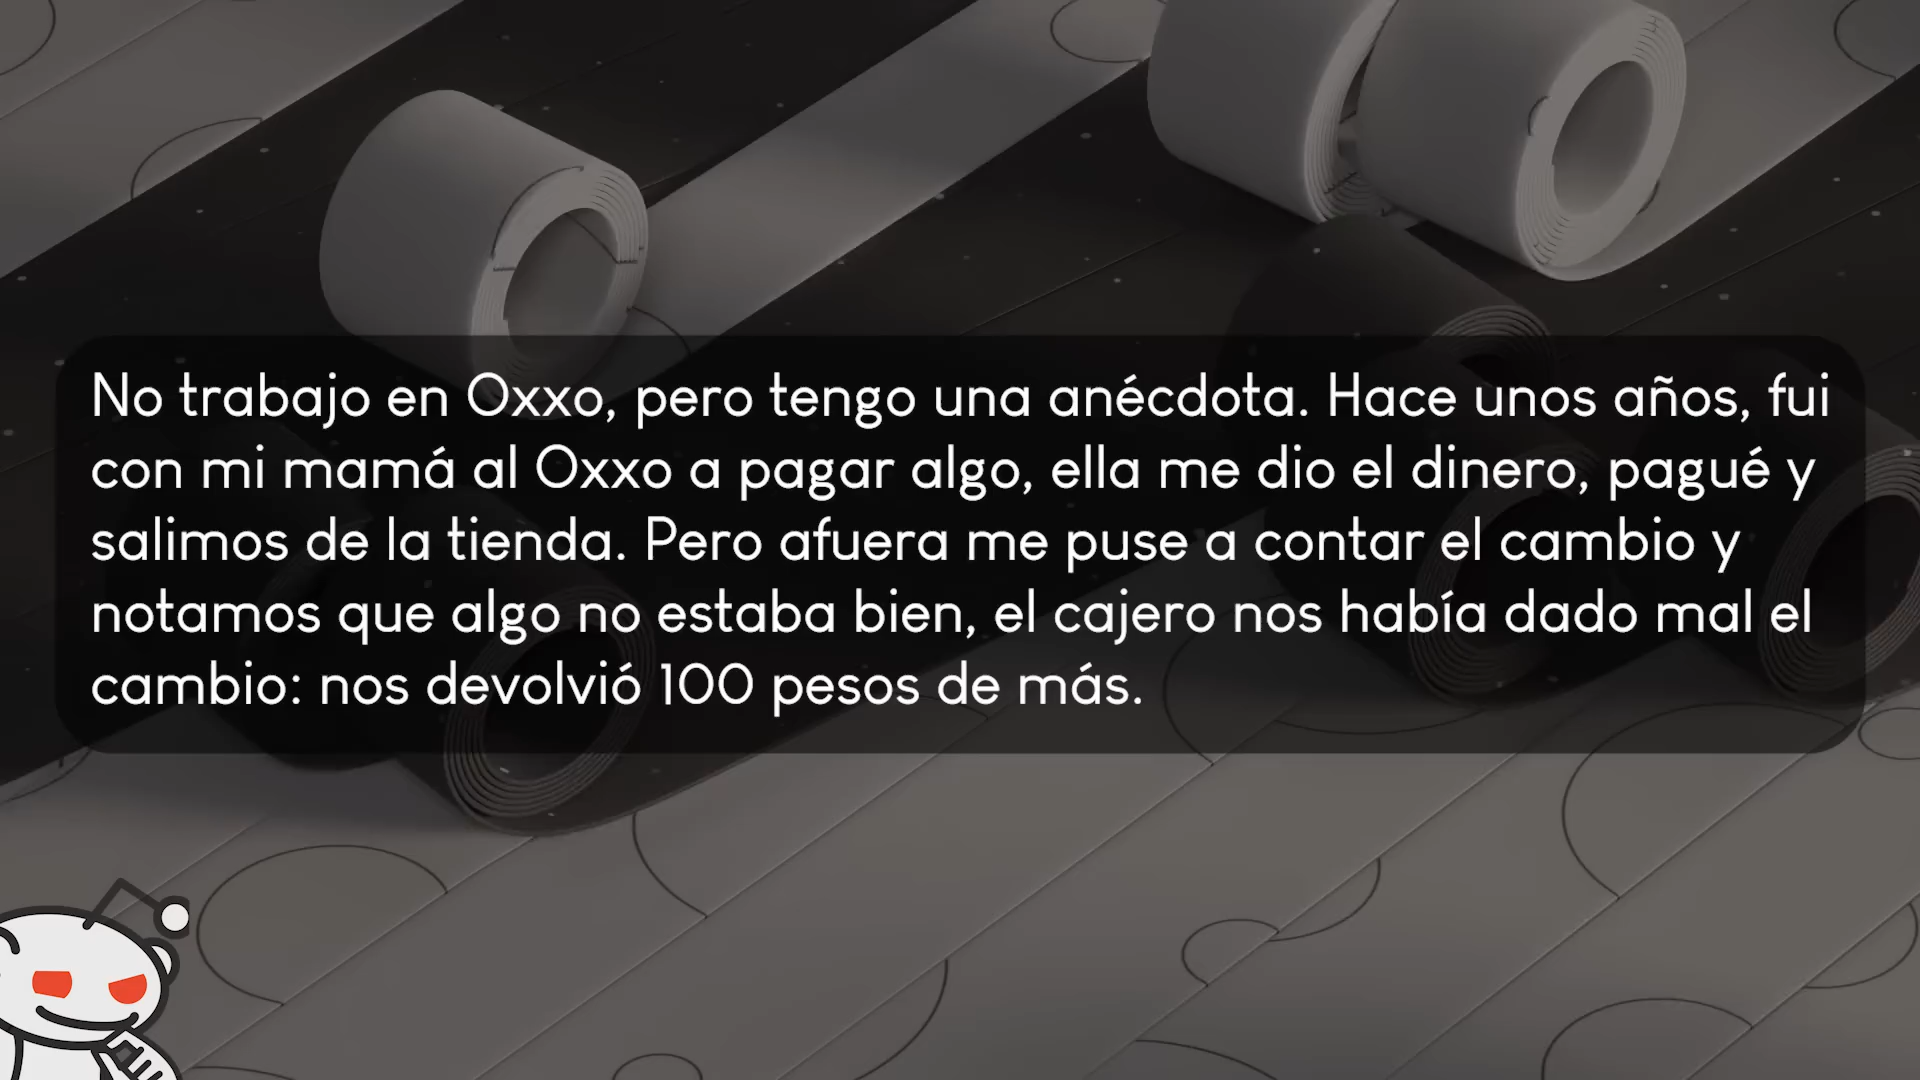 No trabajo en Oxxo, pero tengo una anécdota. Hace unos años, fui
con mi mamá al Oxxo a pagar algo, ella me dio el dinero, pagué y
salimos de la tienda. Pero afuera me puse a contar el cambio y
notamos que algo no estaba bien, el cajero nos había dado mal el
cambio: nos devolvió 100 pesos de más.